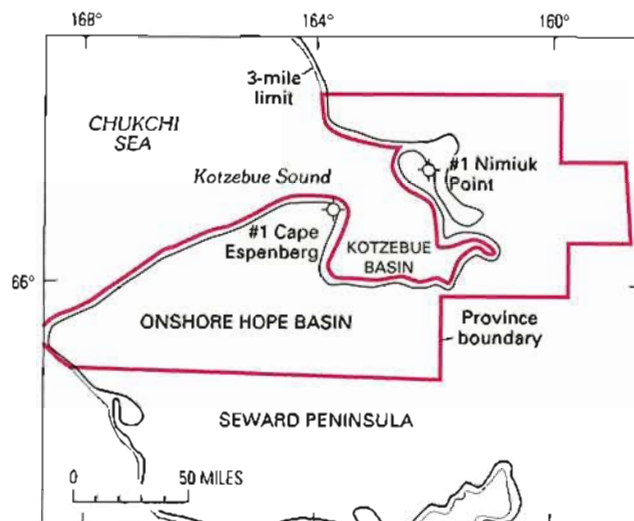 168°
164°
160°
3-mile
limit
CHUKCHI
SEA
Kotzebue Sound
#1 Nimiuk
Point
#1 Cape
Espenberg
KOTZEBUE
BASIN
66°
ONSHORE HOPE BASIN
Province
boundary
SEWARD PENINSULA
0
50 MILES